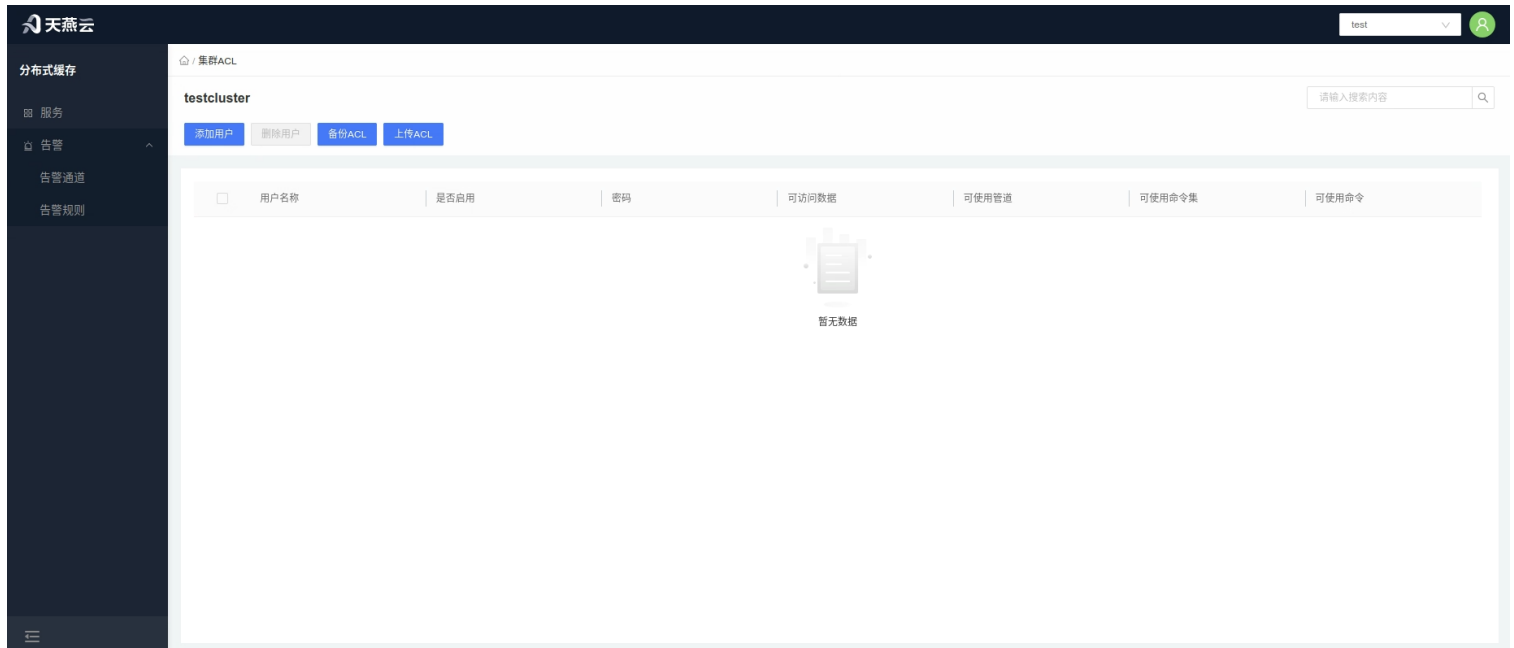 天燕云
test
分布式缓存
服务
告警
告警通道
告警规则
/ 集群ACL
testcluster
请输入搜索内容
添加用户 删除用户 备份ACL 上传ACL
用户名称 是否启用 密码 可访问数据 可使用管道 可使用命令集 可使用命令
暂无数据